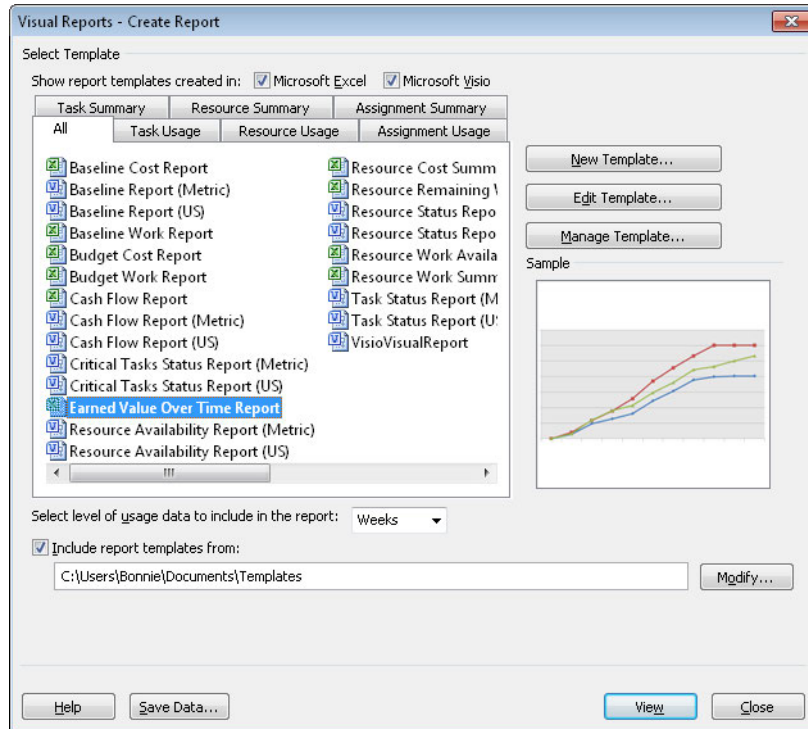 Visual Reports - Create Report
Select Template
Show report templates created in: Microsoft Excel Microsoft Visio
Task Summary Resource Summary Assignment Summary
All Task Usage Resource Usage Assignment Usage
Baseline Cost Report
Baseline Report (Metric)
Baseline Report (US)
Baseline Work Report
Budget Cost Report
Budget Work Report
Cash Flow Report
Cash Flow Report (Metric)
Cash Flow Report (US)
Critical Tasks Status Report (Metric)
Critical Tasks Status Report (US)
Earned Value Over Time Report
Resource Availability Report (Metric)
Resource Availability Report (US)
Resource Cost Summ
Resource Remaining
Resource Status Repo
Resource Status Repo
Resource Work Availa
Resource Work Summ
Task Status Report (M
Task Status Report (U
VisioVisualReport
New Template...
Edit Template...
Manage Template...
Sample
Select level of usage data to include in the report: Weeks
Include report templates from:
C:\Users\Bonnie\Documents\Templates
Modify...
Help Save Data... View Close